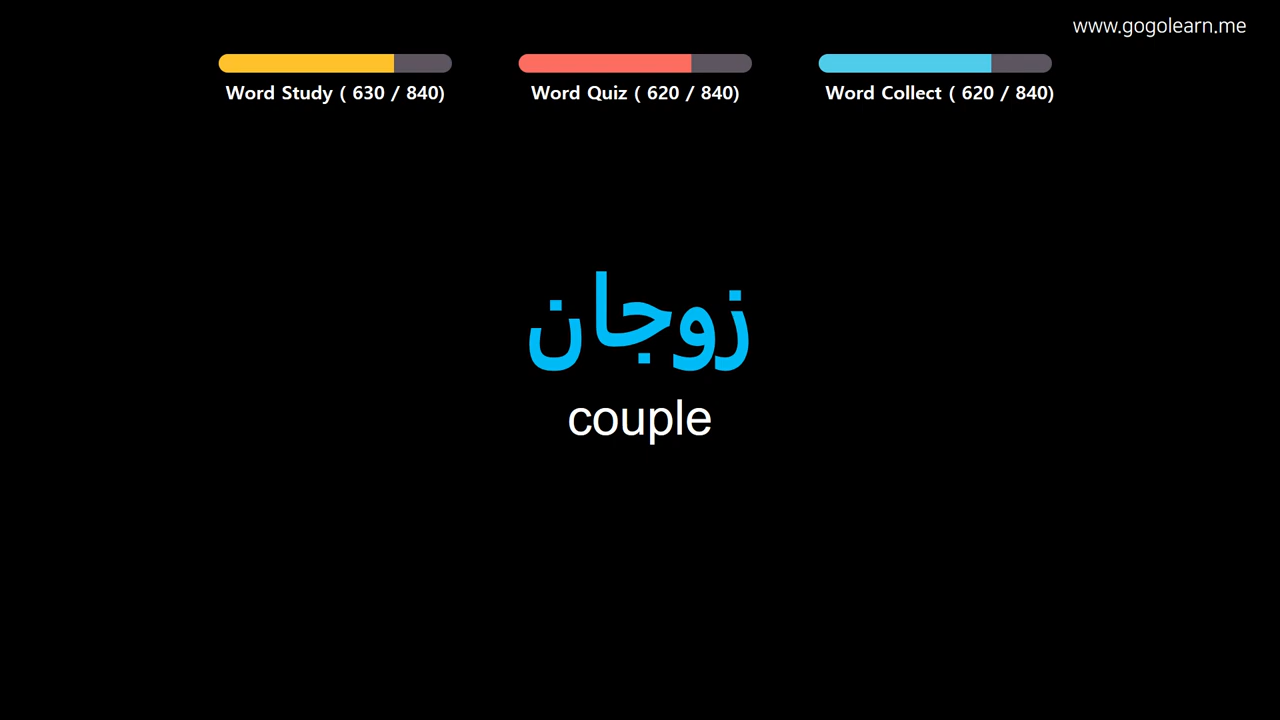 www.gogolearn.me
Word Study ( 630 / 840)
Word Quiz ( 620 / 840)
Word Collect ( 620 / 840)
زوجان
couple